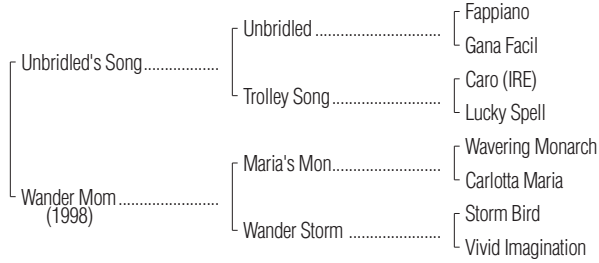 Fappiano
Unbridled
Gana Facil
Unbridled's Song
Caro (IRE)
Trolley Song
Lucky Spell
Wavering Monarch
Maria's Mon
Carlotta Maria
Wander Mom
(1998)
Storm Bird
Wander Storm
Vivid Imagination